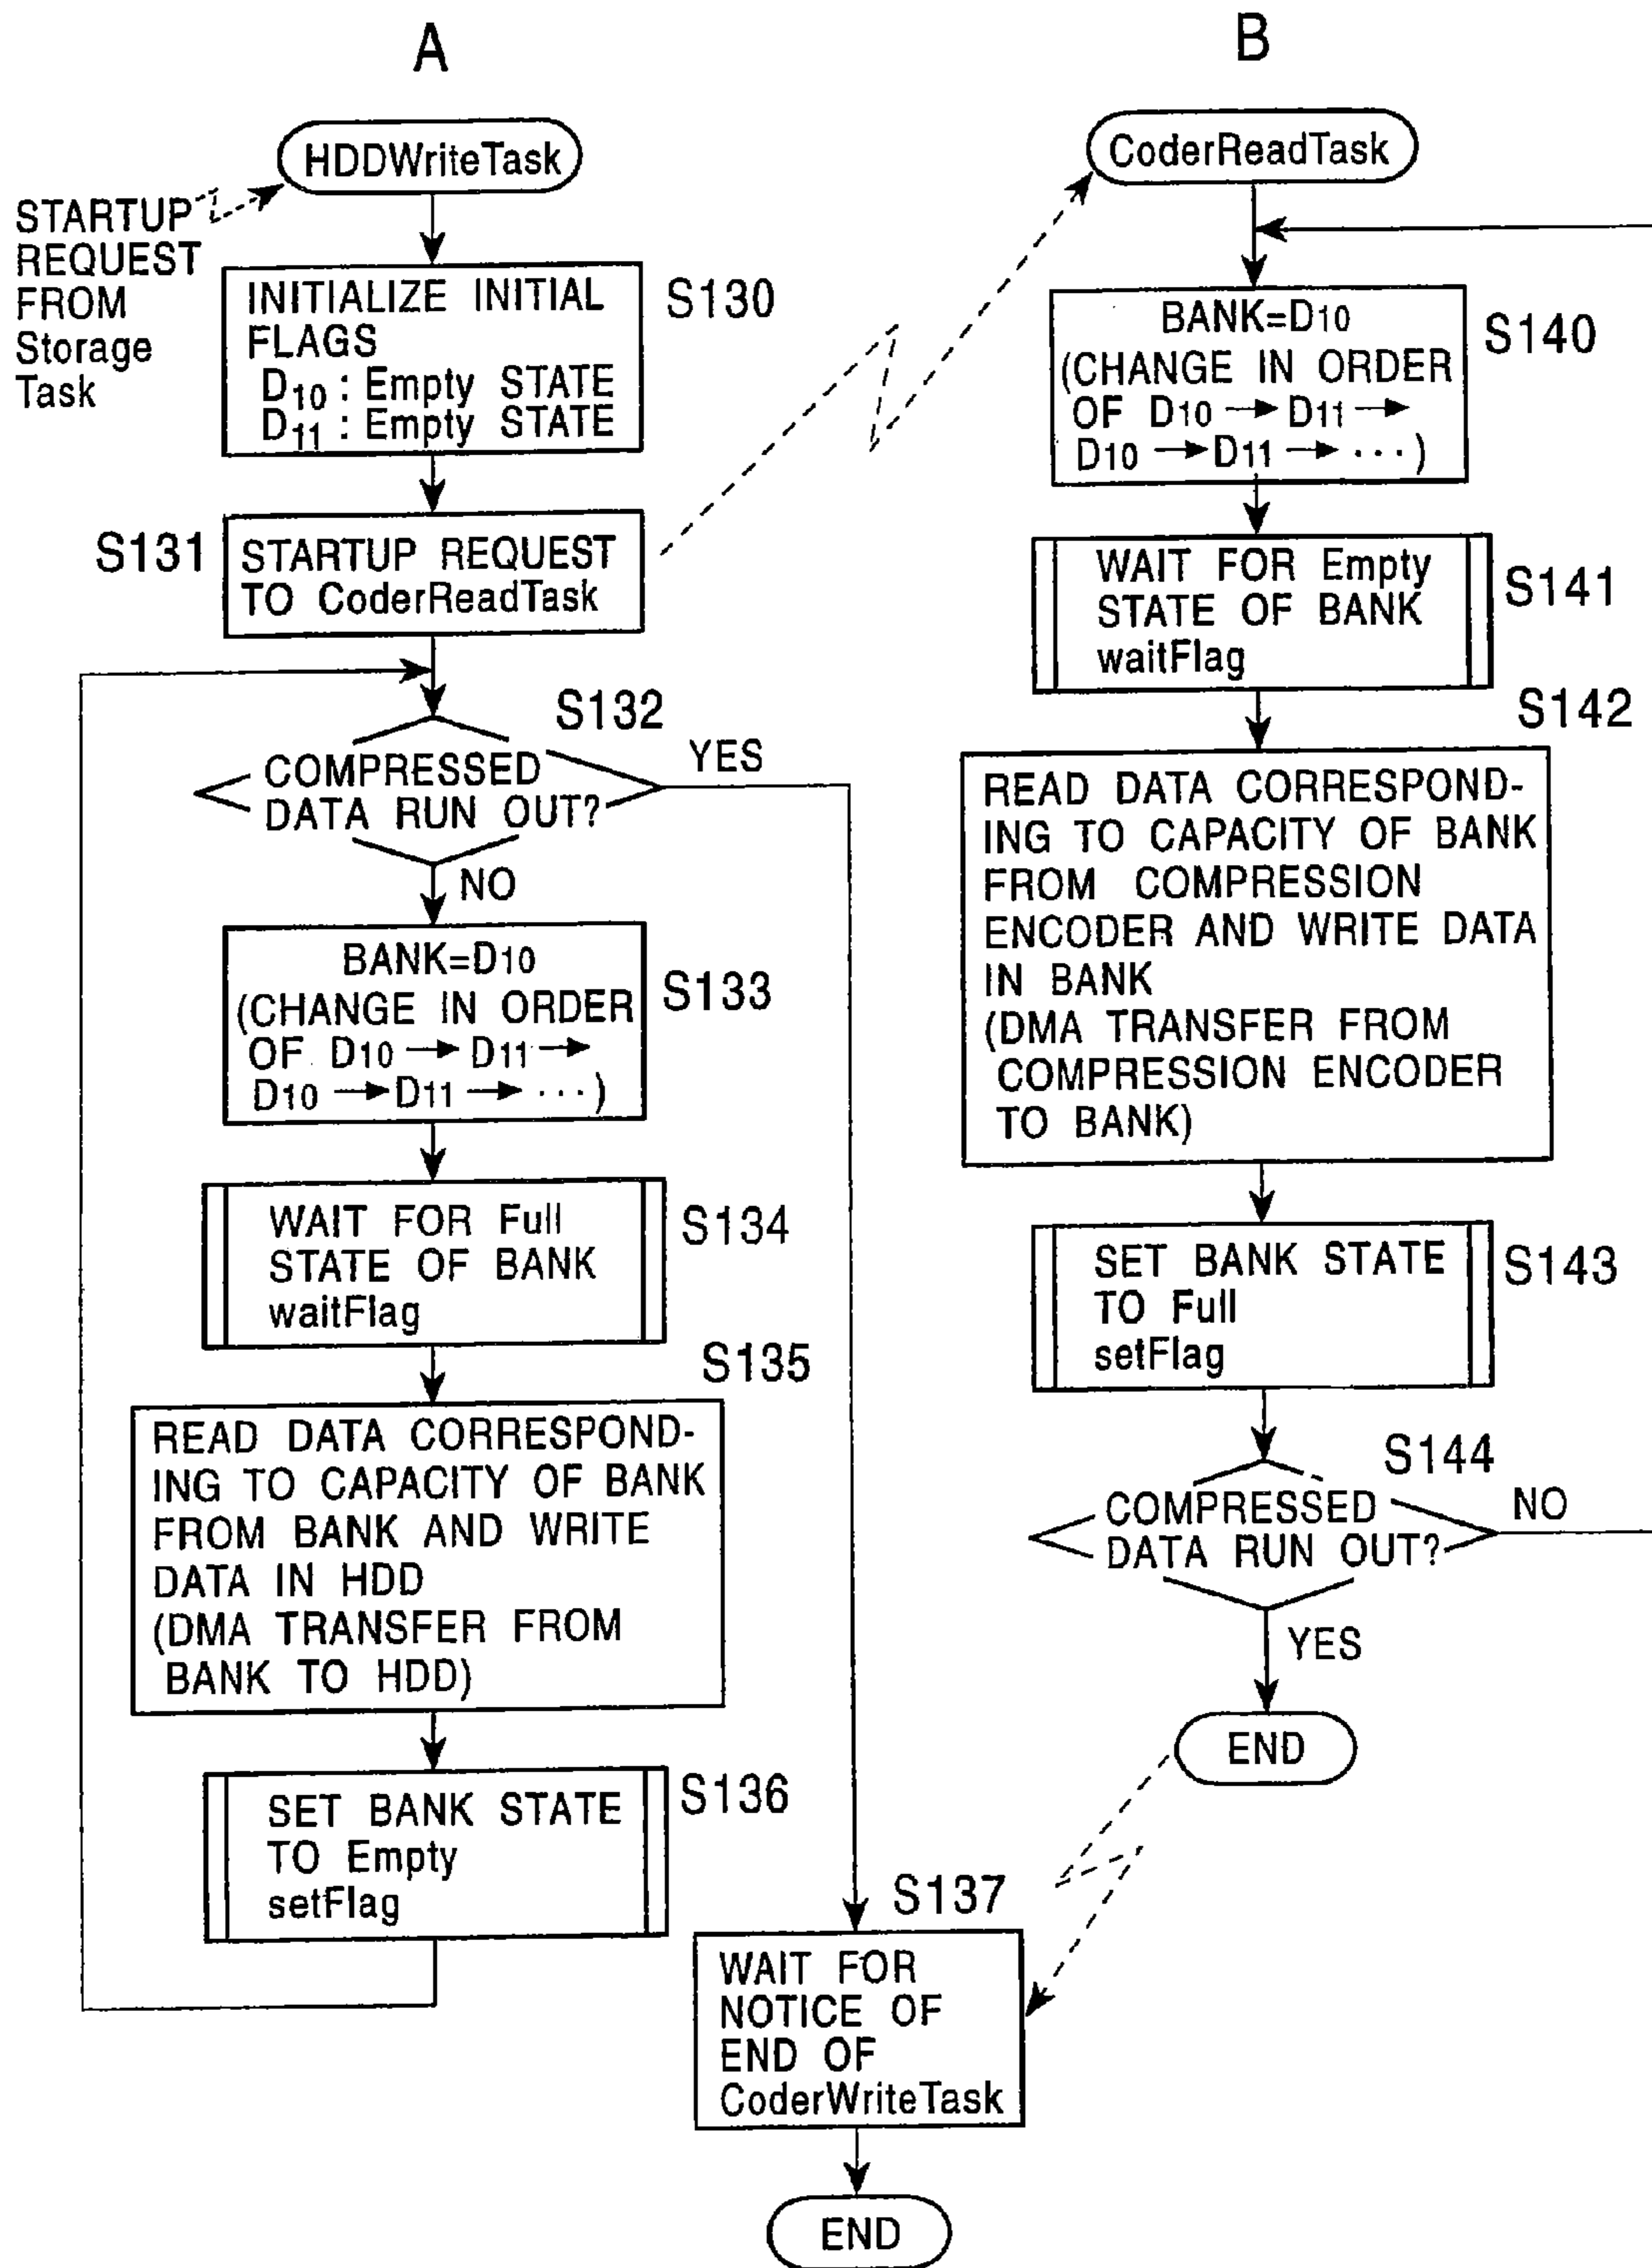 A
HDDWriteTask
STARTUP
REQUEST
FROM
Storage
Task
INITIALIZE INITIAL
FLAGS
D10 : Empty STATE
D11 : Empty STATE
S130
S131
STARTUP REQUEST
TO CoderReadTask
S132
COMPRESSED
DATA RUN OUT?
YES
NO
BANK=D10
(CHANGE IN ORDER
OF D10 → D11 →
D10 → D11 → ···)
S133
WAIT FOR Full
STATE OF BANK
waitFlag
S134
S135
READ DATA CORRESPOND-
ING TO CAPACITY OF BANK
FROM BANK AND WRITE
DATA IN HDD
(DMA TRANSFER FROM
BANK TO HDD)
SET BANK STATE
TO Empty
setFlag
S136
S137
WAIT FOR
NOTICE OF
END OF
CoderWriteTask
END
B
CoderReadTask
BANK=D10
(CHANGE IN ORDER
OF D10 → D11 →
D10 → D11 → ···)
S140
WAIT FOR Empty
STATE OF BANK
waitFlag
S141
S142
READ DATA CORRESPOND-
ING TO CAPACITY OF BANK
FROM COMPRESSION
ENCODER AND WRITE DATA
IN BANK
(DMA TRANSFER FROM
COMPRESSION ENCODER
TO BANK)
SET BANK STATE
TO Full
setFlag
S143
S144
COMPRESSED
DATA RUN OUT?
NO
YES
END